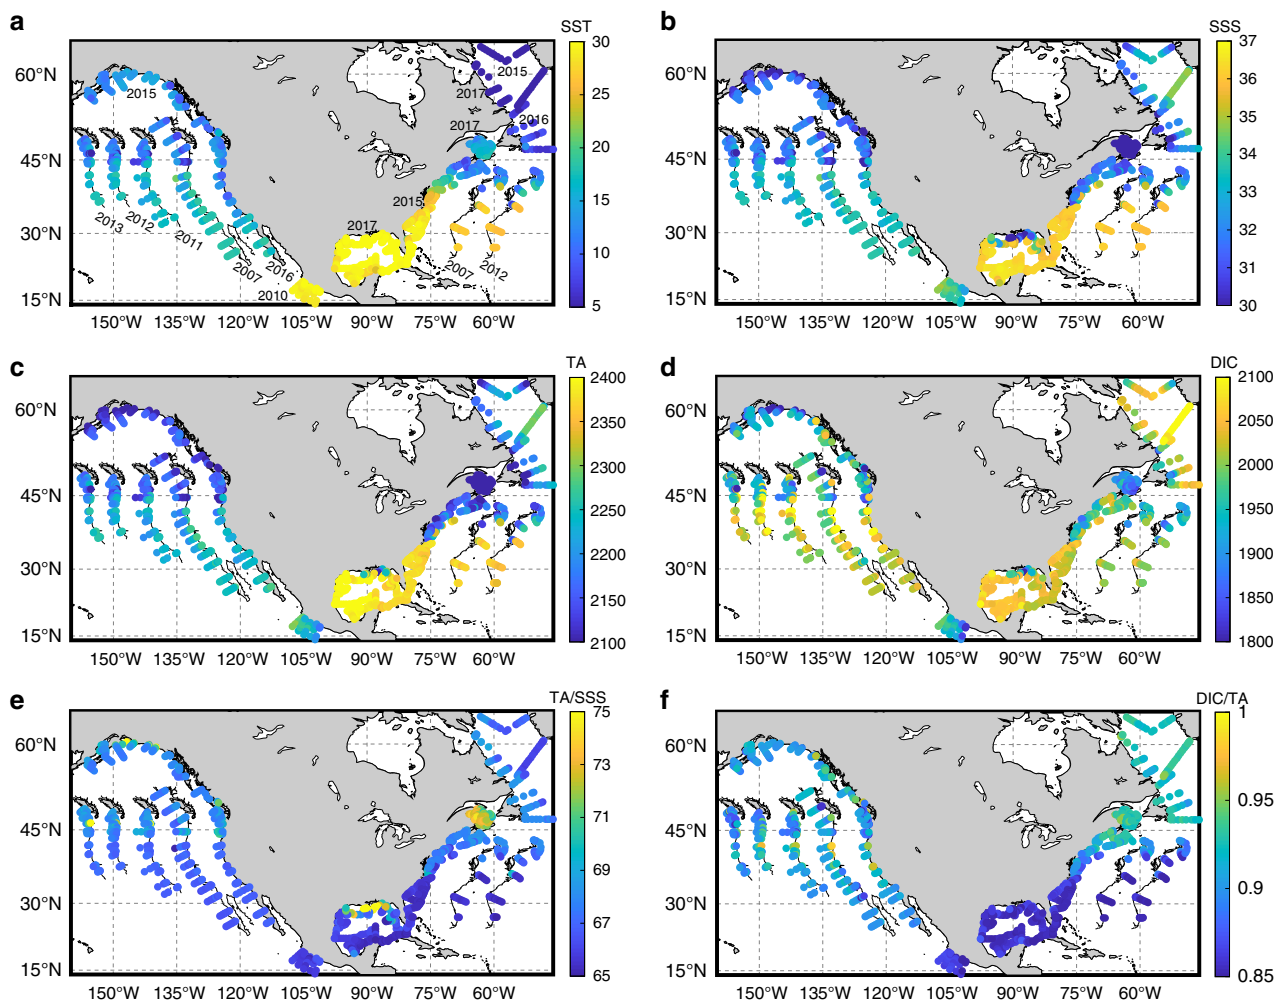 a
SST
30
25
20
15
10
5
60°N
45°N
30°N
15°N
150°W 135°W 120°W 105°W 90°W 75°W 60°W
2015
2015
2017
2017
2016
2015
2017
2013
2012
2011
2007
2016
2010
2007
2012
b
SSS
37
36
35
34
33
32
31
30
60°N
45°N
30°N
15°N
150°W 135°W 120°W 105°W 90°W 75°W 60°W
c
TA
2400
2350
2300
2250
2200
2150
2100
60°N
45°N
30°N
15°N
150°W 135°W 120°W 105°W 90°W 75°W 60°W
d
DIC
2100
2050
2000
1950
1900
1850
1800
60°N
45°N
30°N
15°N
150°W 135°W 120°W 105°W 90°W 75°W 60°W
e
TA/SSS
75
73
71
69
67
65
60°N
45°N
30°N
15°N
150°W 135°W 120°W 105°W 90°W 75°W 60°W
f
DIC/TA
1
0.95
0.9
0.85
60°N
45°N
30°N
15°N
150°W 135°W 120°W 105°W 90°W 75°W 60°W